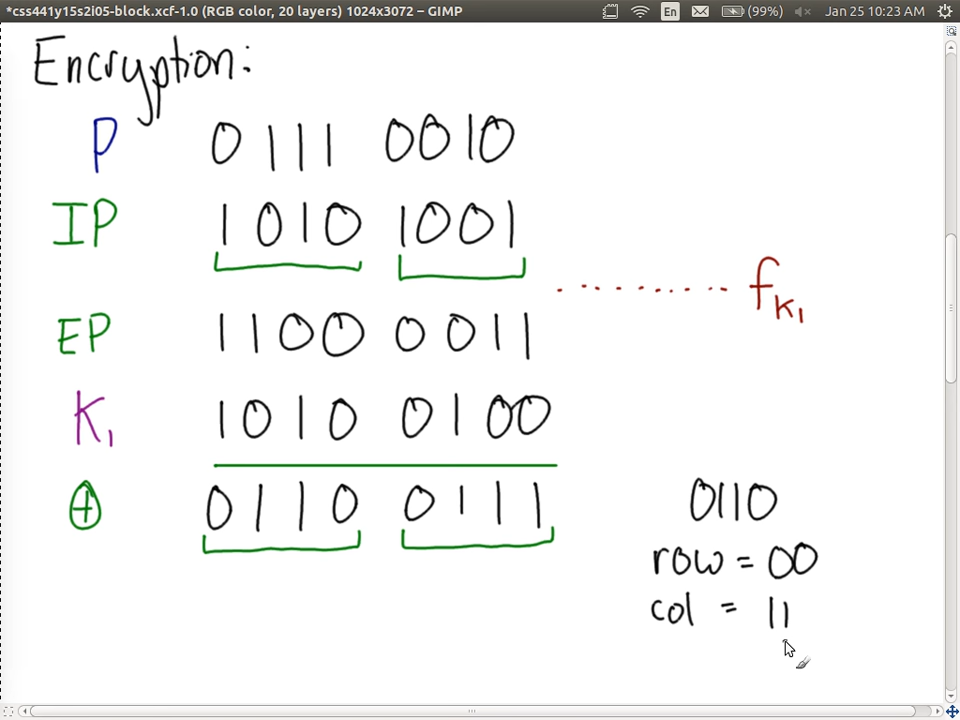 *css441y15s2i05-block.xcf-1.0 (RGB color, 20 layers) 1024x3072 – GIMP En (99%) Jan 25 10:23 AM
Encryption:
P 0111 0010
IP 1010 1001
fK1
EP 1100 0011
K1 1010 0100
⊕ 0110 0111
0110
row = 00
col = 11